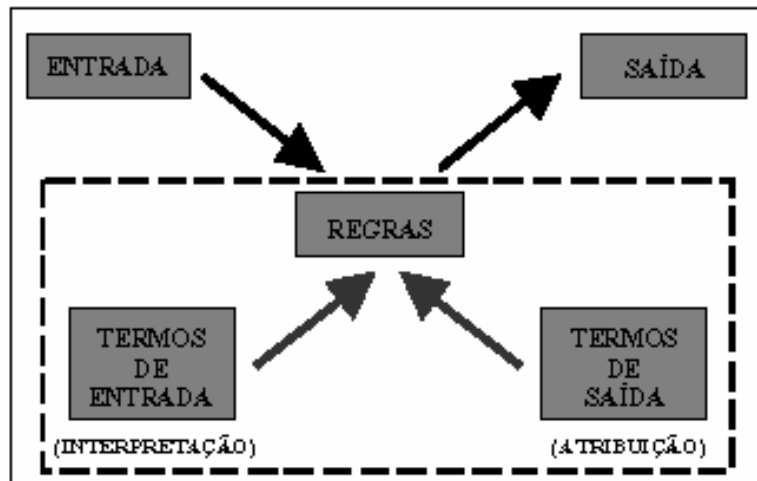 ENTRADA
SAÍDA
REGRAS
TERMOS
DE
ENTRADA
(INTERPRETAÇÃO)
TERMOS
DE
SAÍDA
(ATRIBUIÇÃO)